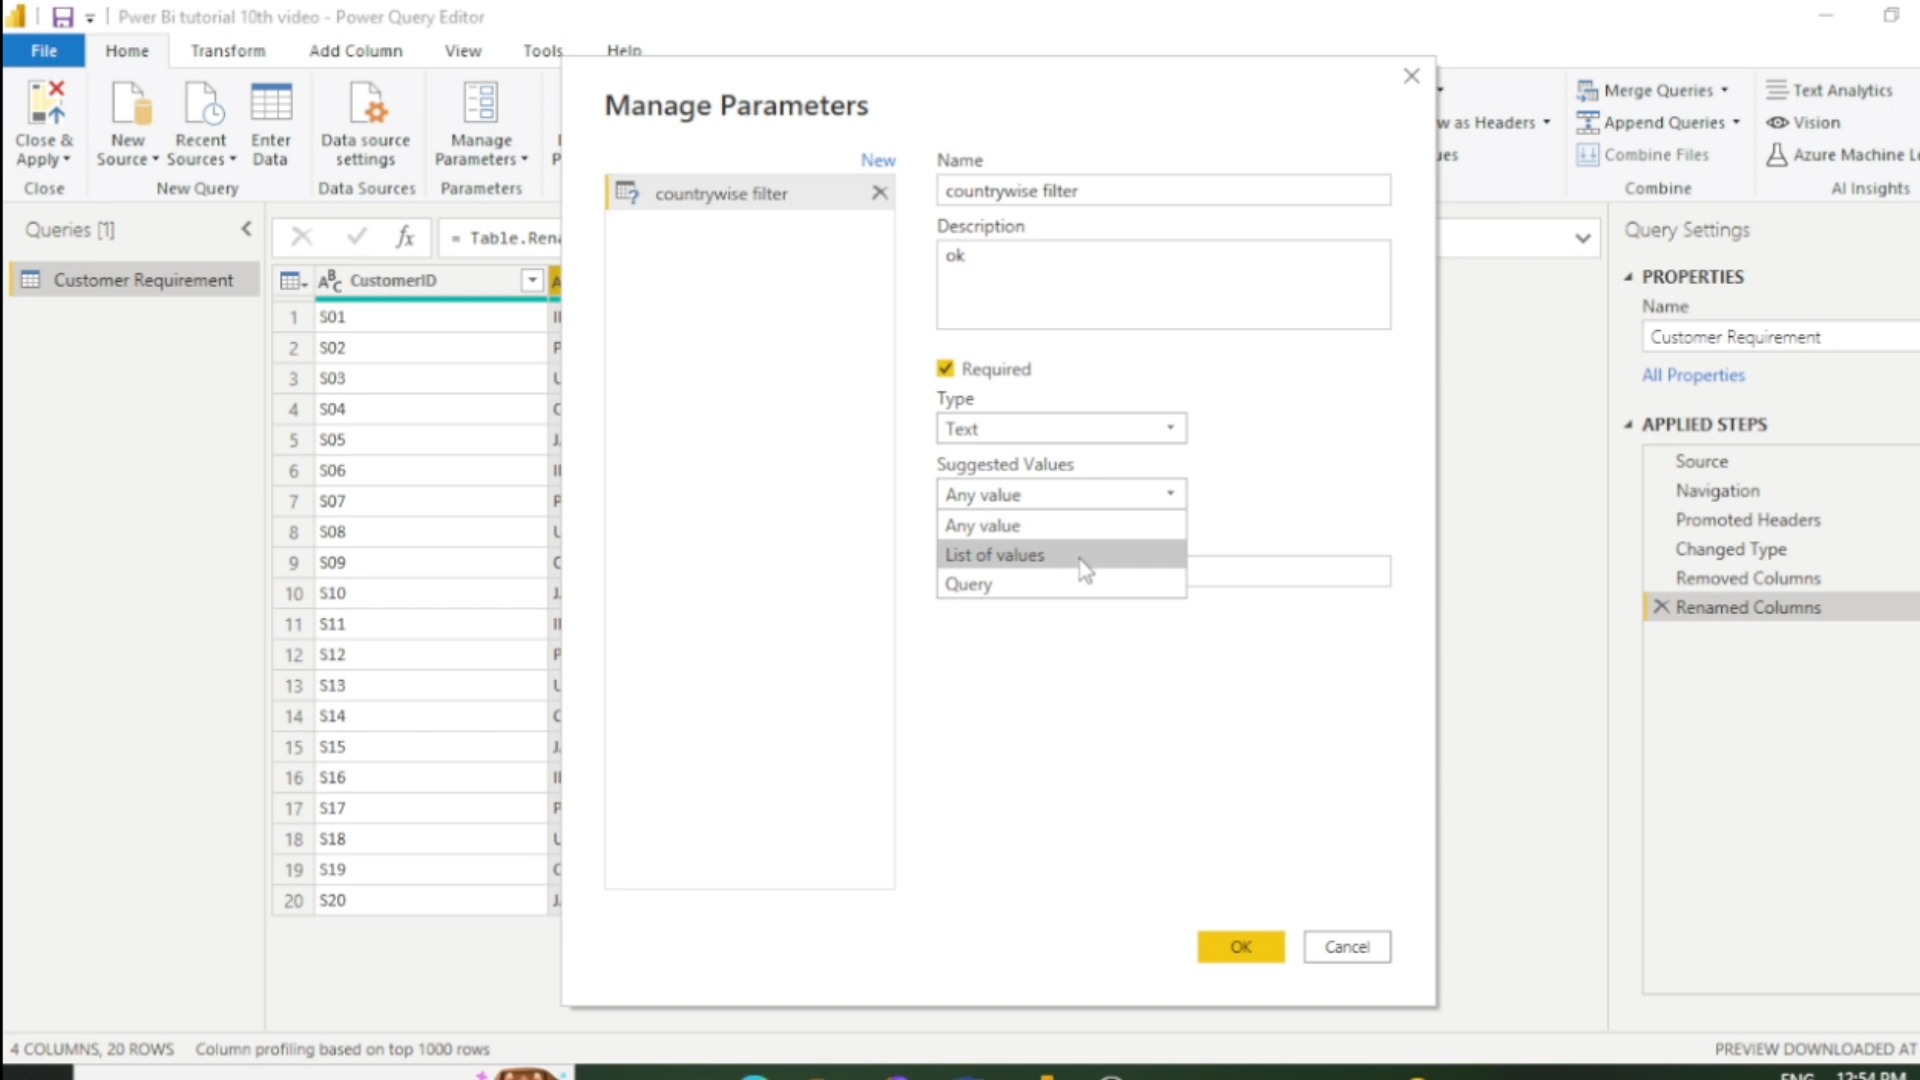 Pwer Bi tutorial 10th video - Power Query Editor
File Home Transform Add Column View Tools Help
Close & Apply
New Source
Recent Sources
Enter Data
Data source settings
Manage Parameters
w as Headers
Merge Queries
Append Queries
Combine Files
Text Analytics
Vision
Azure Machine Le
Close New Query Data Sources Parameters Combine AI Insights
Queries [1]
Customer Requirement
= Table.Rena
CustomerID
1 S01
2 S02
3 S03
4 S04
5 S05
6 S06
7 S07
8 S08
9 S09
10 S10
11 S11
12 S12
13 S13
14 S14
15 S15
16 S16
17 S17
18 S18
19 S19
20 S20
Manage Parameters
New
countrywise filter
Name
countrywise filter
Description
ok
Required
Type
Text
Suggested Values
Any value
Any value
List of values
Query
OK Cancel
Query Settings
PROPERTIES
Name
Customer Requirement
All Properties
APPLIED STEPS
Source
Navigation
Promoted Headers
Changed Type
Removed Columns
Renamed Columns
4 COLUMNS, 20 ROWS Column profiling based on top 1000 rows
PREVIEW DOWNLOADED AT
ENG 12:54 PM